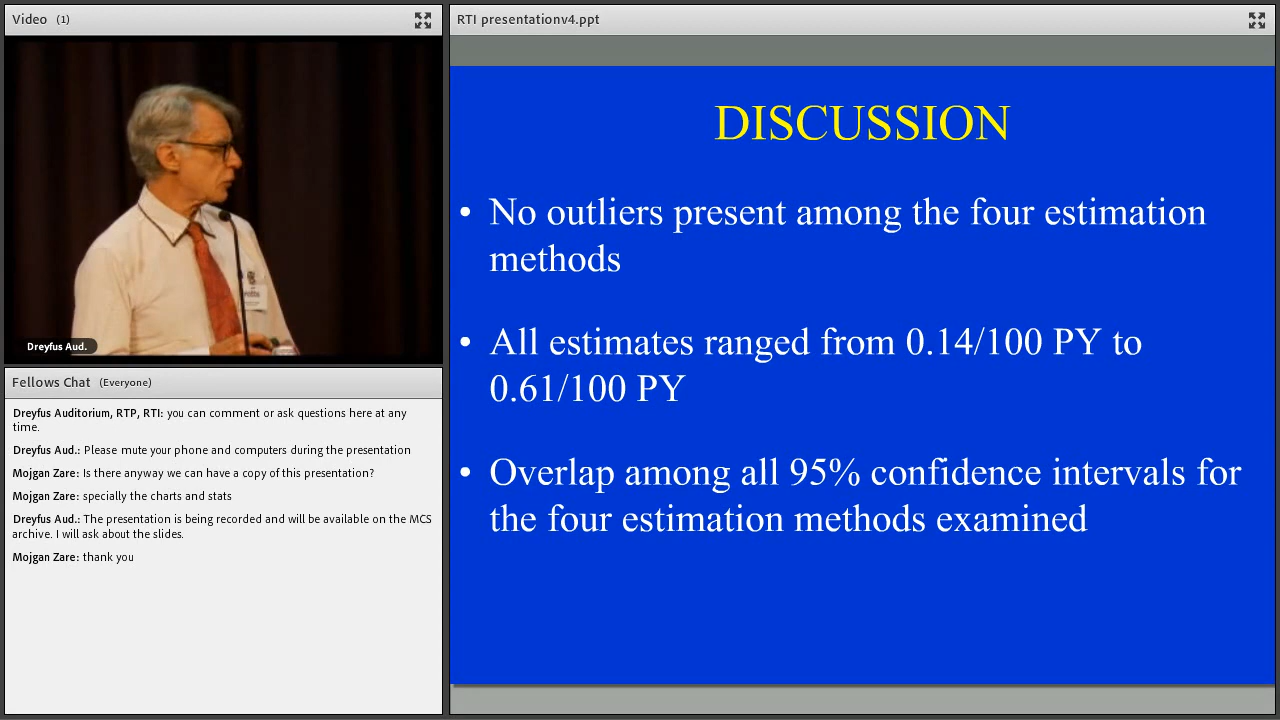 Video (1)
Dreyfus Aud.
Fellows Chat (Everyone)
Dreyfus Auditorium, RTP, RTI: you can comment or ask questions here at any
time.
Dreyfus Aud.: Please mute your phone and computers during the presentation
Mojgan Zare: Is there anyway we can have a copy of this presentation?
Mojgan Zare: specially the charts and stats
Dreyfus Aud.: The presentation is being recorded and will be available on the MCS
archive. I will ask about the slides.
Mojgan Zare: thank you
RTI presentationv4.ppt
DISCUSSION
• No outliers present among the four estimation
methods
• All estimates ranged from 0.14/100 PY to
0.61/100 PY
• Overlap among all 95% confidence intervals for
the four estimation methods examined